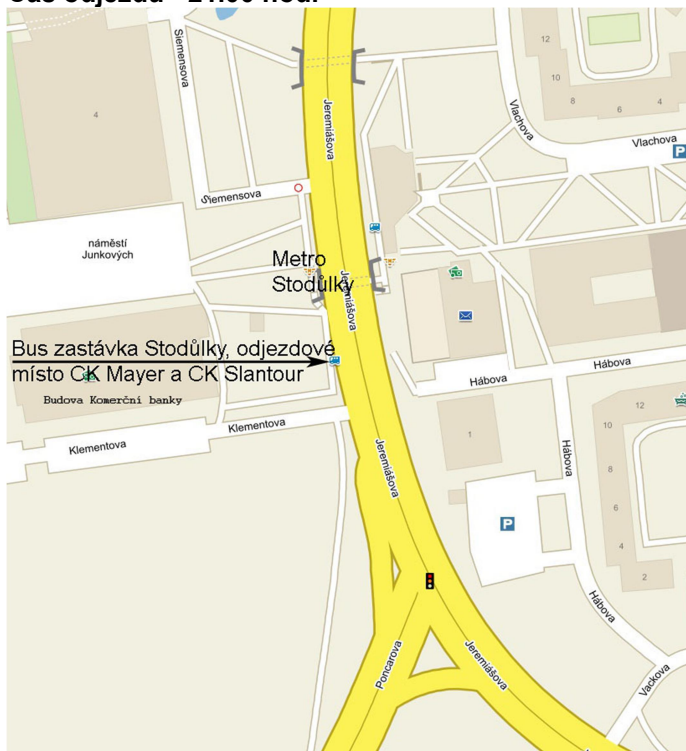 odjezdu
Siemensova
4
Jeremiášova
12
10
8
6
4
Vlachova
Vlachova
P
Siemensova
náměstí
Junkových
Metro
Stodůlky
Jeremiášova
Bus zastávka Stodůlky, odjezdové
místo CK Mayer a CK Slantour
Budova Komerční banky
Hábova
Hábova
Klementova
Klementova
Jeremiášova
1
Hábova
12
10
8
6
4
2
P
Hábova
Poncarova
Jeremiášova
Vackova